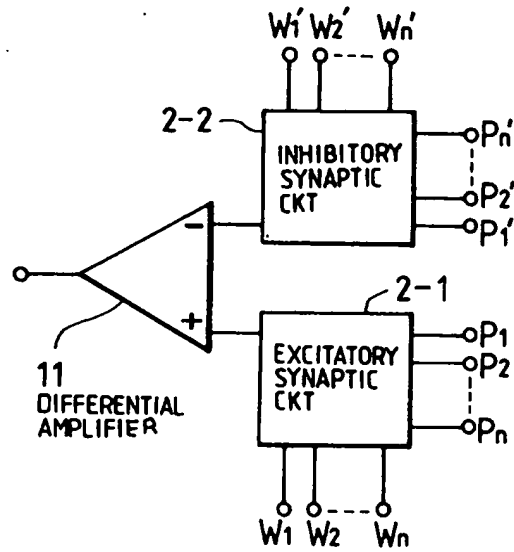 W1' W2' Wn'
2-2
INHIBITORY
SYNAPTIC
CKT
Pn'
P2'
P1'
−
+
2-1
EXCITATORY
SYNAPTIC
CKT
P1
P2
Pn
11
DIFFERENTIAL
AMPLIFIER
W1 W2 Wn